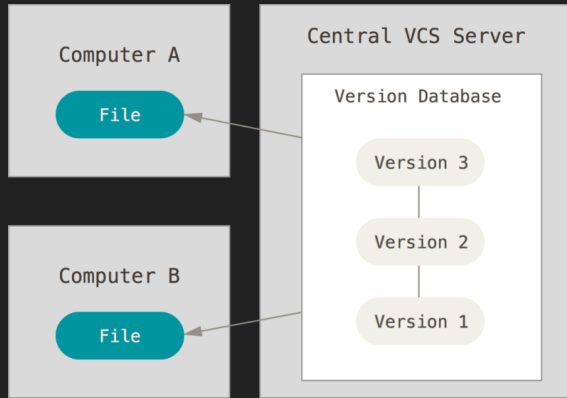 Computer A
File
Computer B
File
Central VCS Server
Version Database
Version 3
Version 2
Version 1